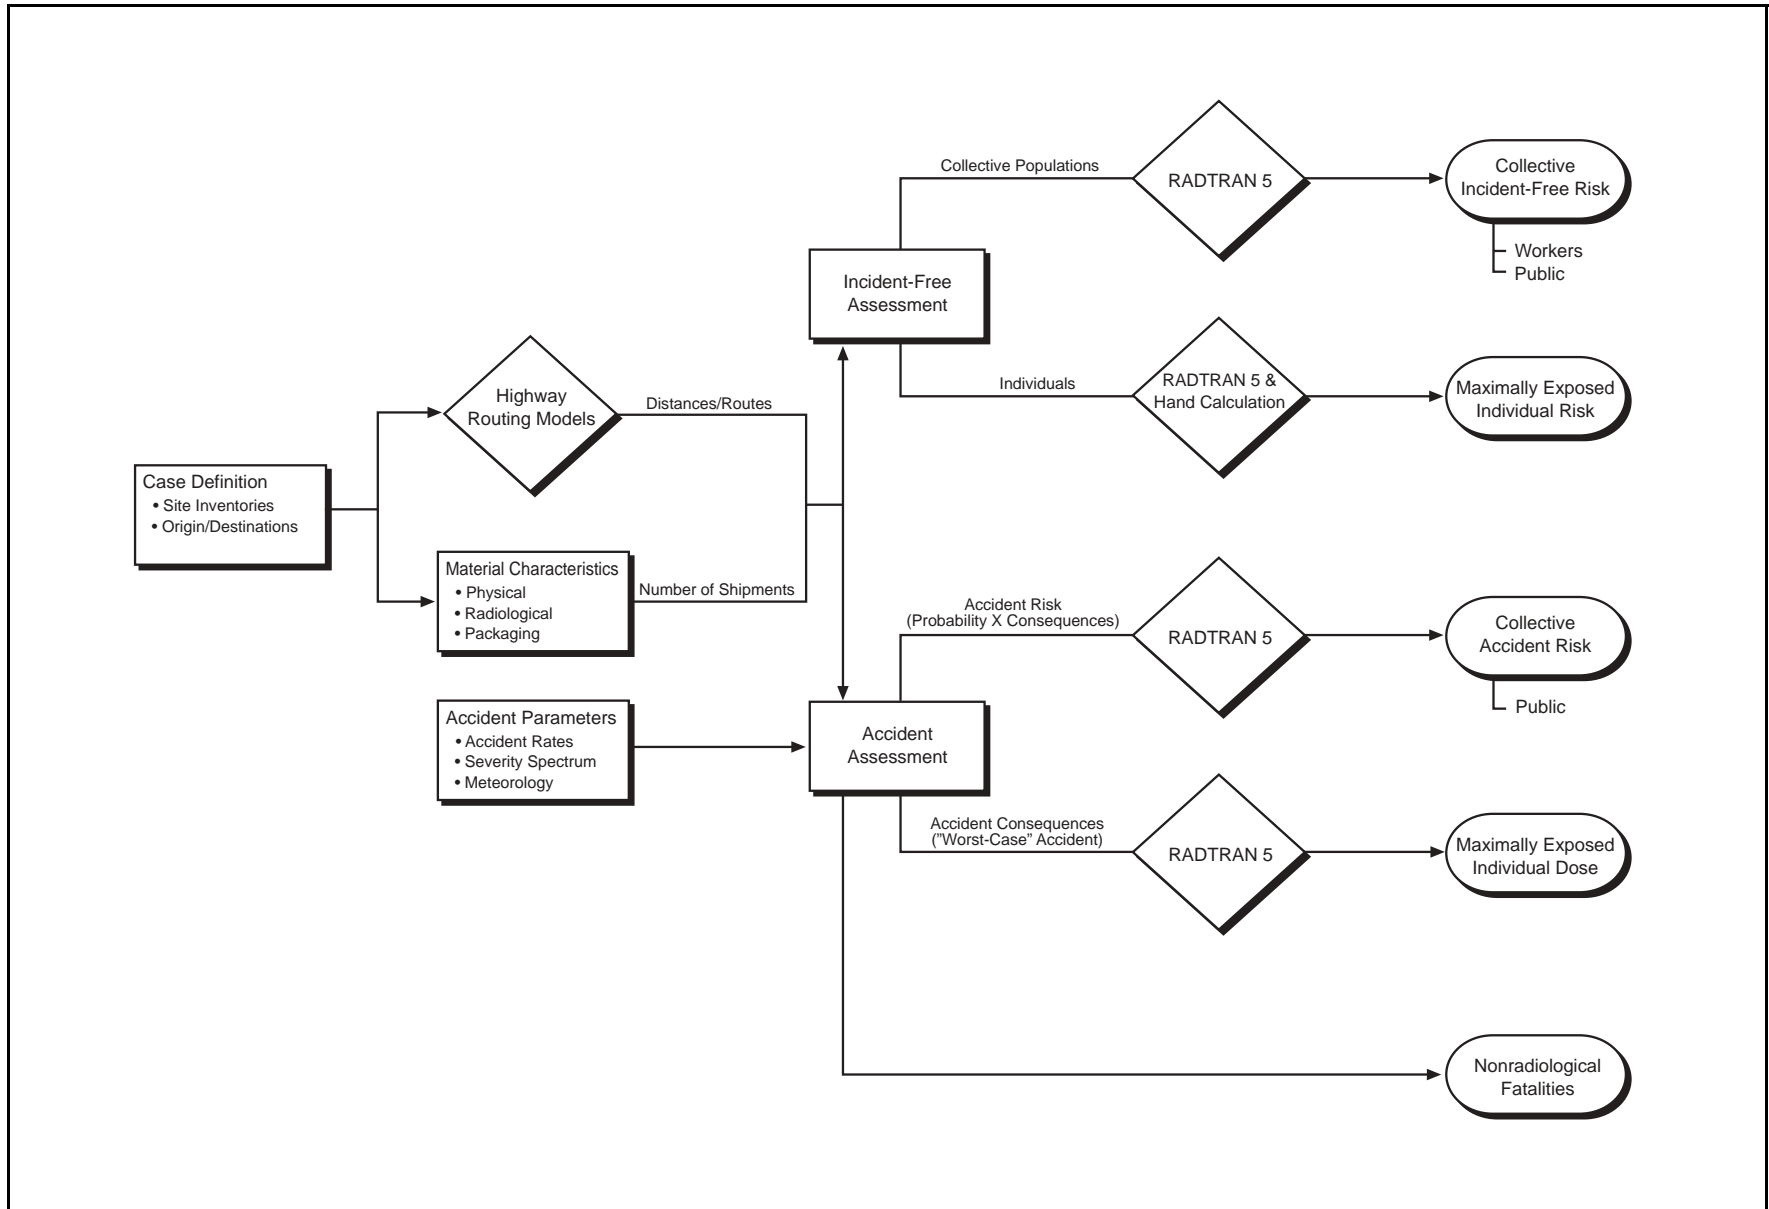 Collective Populations
RADTRAN 5
Collective
Incident-Free Risk
Workers
Public
Incident-Free
Assessment
Individuals
RADTRAN 5 &
Hand Calculation
Maximally Exposed
Individual Risk
Highway
Routing Models
Distances/Routes
Case Definition
• Site Inventories
• Origin/Destinations
Material Characteristics
• Physical
• Radiological
• Packaging
Number of Shipments
Accident Risk
(Probability X Consequences)
RADTRAN 5
Collective
Accident Risk
Public
Accident Parameters
• Accident Rates
• Severity Spectrum
• Meteorology
Accident
Assessment
Accident Consequences
("Worst-Case" Accident)
RADTRAN 5
Maximally Exposed
Individual Dose
Nonradiological
Fatalities